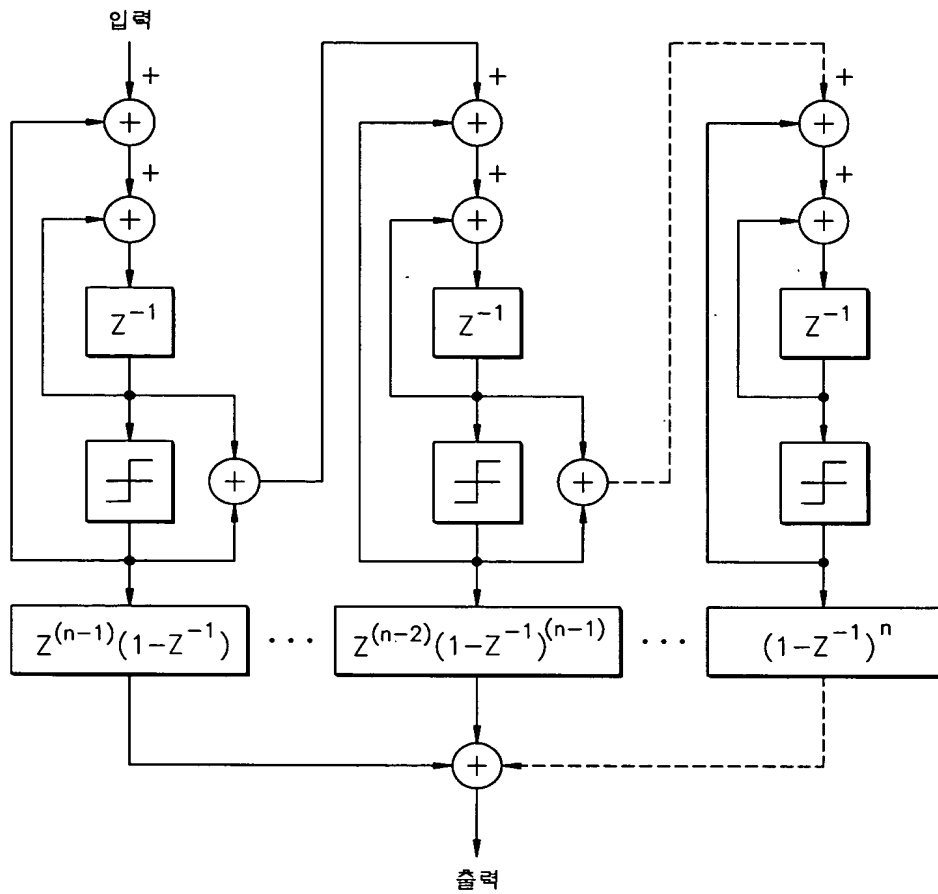 입력
+ + +
+ + +
+ + +
+ + +
Z⁻¹ Z⁻¹ Z⁻¹
+ +
Z⁽ⁿ⁻¹⁾(1-Z⁻¹) ··· Z⁽ⁿ⁻²⁾(1-Z⁻¹)⁽ⁿ⁻¹⁾ ··· (1-Z⁻¹)ⁿ
+
출력